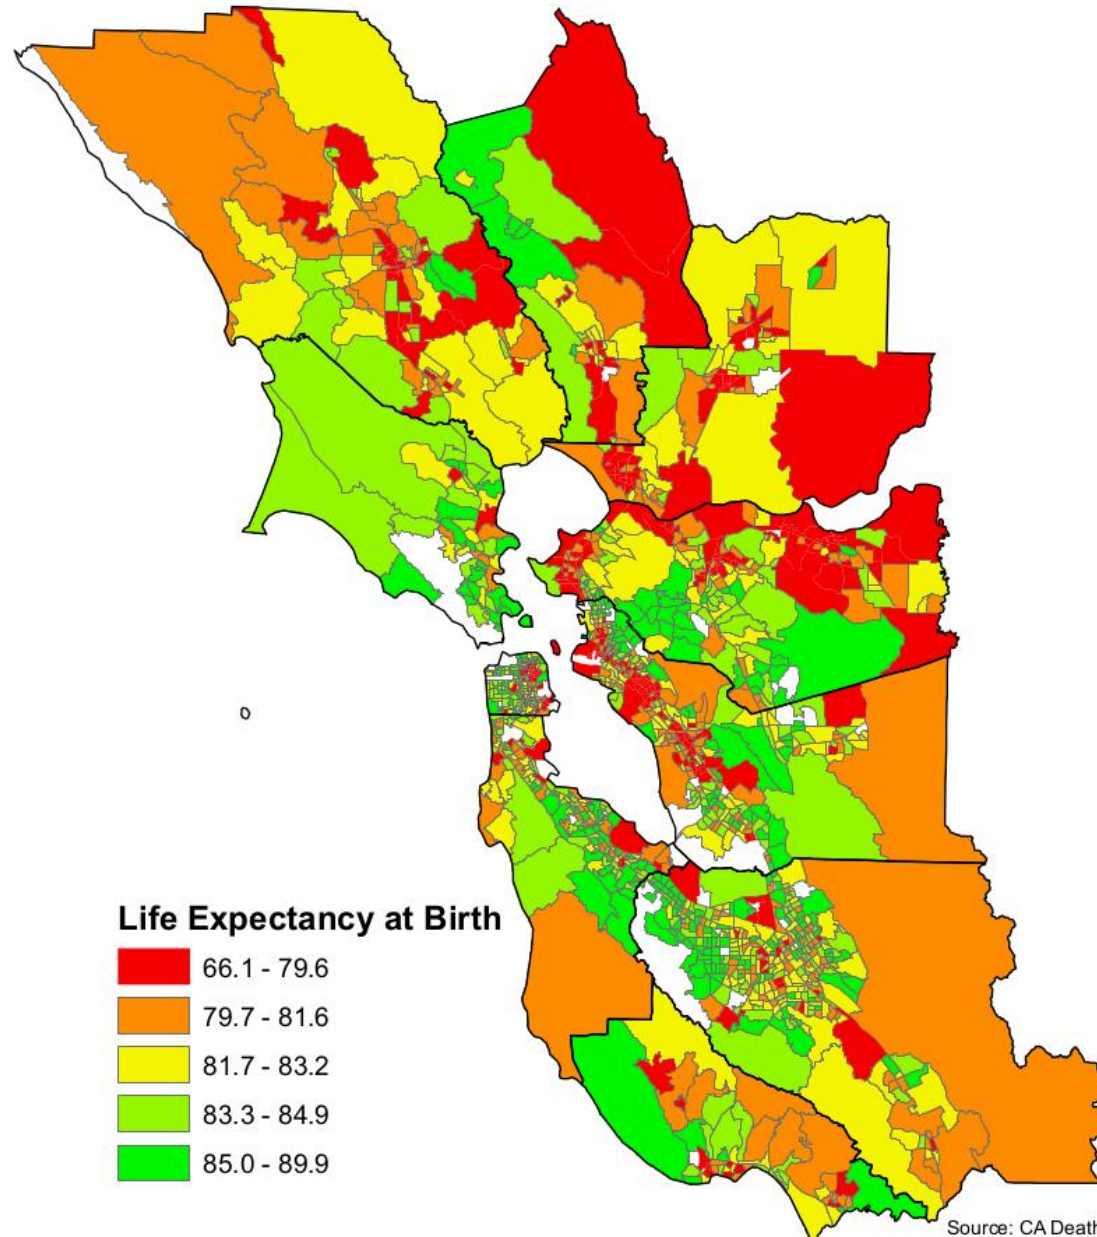 Life Expectancy at Birth
66.1 - 79.6
79.7 - 81.6
81.7 - 83.2
83.3 - 84.9
85.0 - 89.9
Source: CA Death